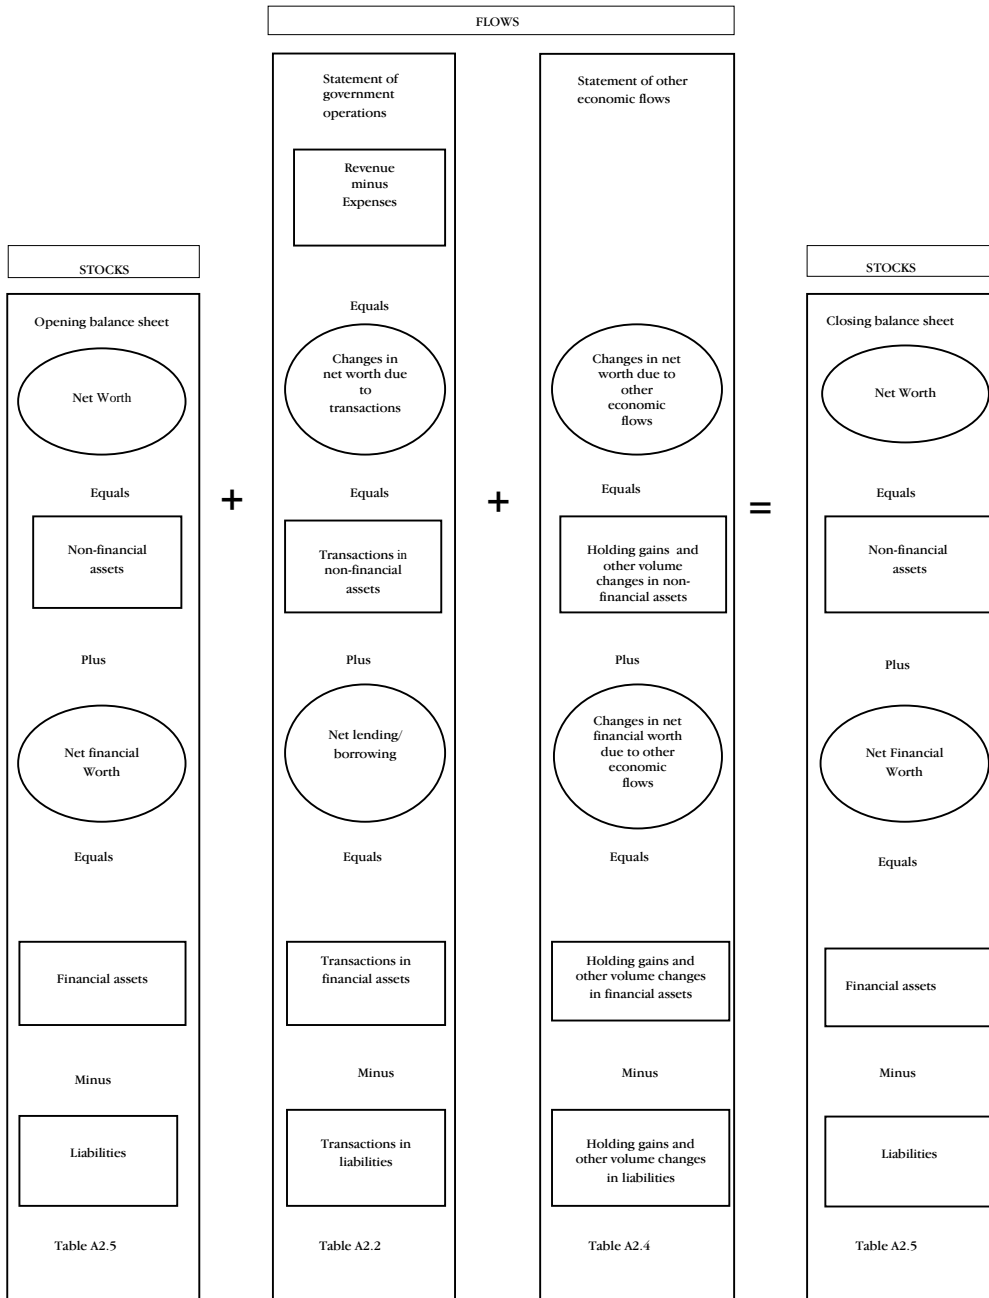 FLOWS
STOCKS
Opening balance sheet
Net Worth
Equals
Non-financial
assets
Plus
Net financial
Worth
Equals
Financial assets
Minus
Liabilities
Table A2.5
+
Statement of
government
operations
Revenue
minus
Expenses
Equals
Changes in
net worth due
to
transactions
Equals
Transactions in
non-financial
assets
Plus
Net lending/
borrowing
Equals
Transactions in
financial assets
Minus
Transactions in
liabilities
Table A2.2
+
Statement of other
economic flows
Changes in net
worth due to
other
economic
flows
Equals
Holding gains and
other volume
changes in non-
financial assets
Plus
Changes in net
financial worth
due to other
economic
flows
Equals
Holding gains and
other volume changes
in financial assets
Minus
Holding gains and
other volume changes
in liabilities
Table A2.4
=
STOCKS
Closing balance sheet
Net Worth
Equals
Non-financial
assets
Plus
Net Financial
Worth
Equals
Financial assets
Minus
Liabilities
Table A2.5